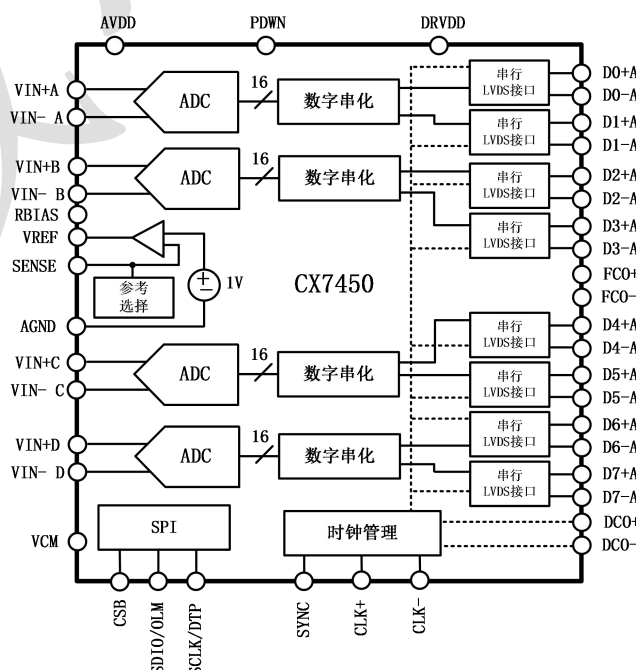 AVDD PDWN DRVDD
VIN+A
VIN- A
ADC
16
数字串化
串行
LVDS接口
D0+A
D0-A
串行
LVDS接口
D1+A
D1-A
VIN+B
VIN- B
ADC
16
数字串化
串行
LVDS接口
D2+A
D2-A
串行
LVDS接口
D3+A
D3-A
RBIAS
VREF
SENSE
参考
选择
1V
AGND
CX7450
FCO+
FCO-
VIN+C
VIN- C
ADC
16
数字串化
串行
LVDS接口
D4+A
D4-A
串行
LVDS接口
D5+A
D5-A
VIN+D
VIN- D
ADC
16
数字串化
串行
LVDS接口
D6+A
D6-A
串行
LVDS接口
D7+A
D7-A
VCM
SPI
时钟管理
DCO+
DCO-
CSB
SDIO/OLM
SCLK/DTP
SYNC
CLK+
CLK-